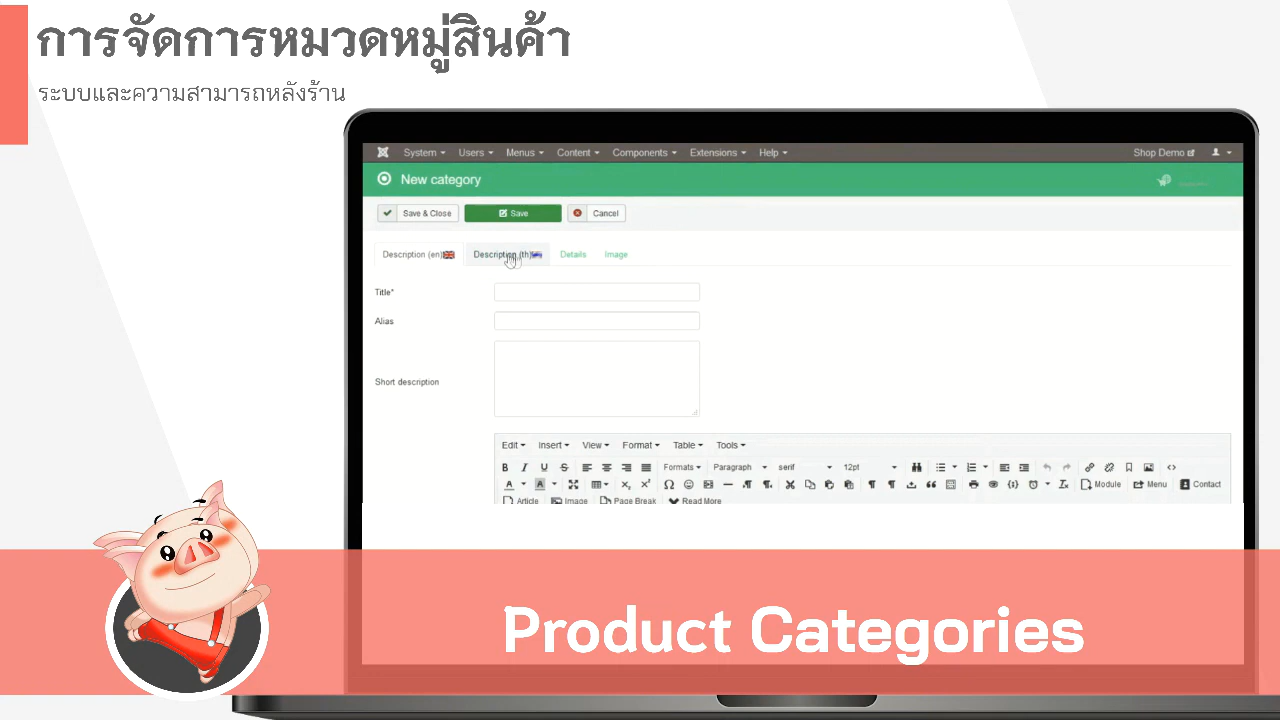 การจัดการหมวดหมู่สินค้า
ระบบและความสามารถหลังร้าน
System Users Menus Content Components Extensions Help Shop Demo
New category
Save & Close Save Cancel
Description (en) Description (th) Details Image
Title*
Alias
Short description
Edit Insert View Format Table Tools
B I U S Formats Paragraph serif 12pt
A A Module Menu Contact
Article Image Page Break Read More
Product Categories